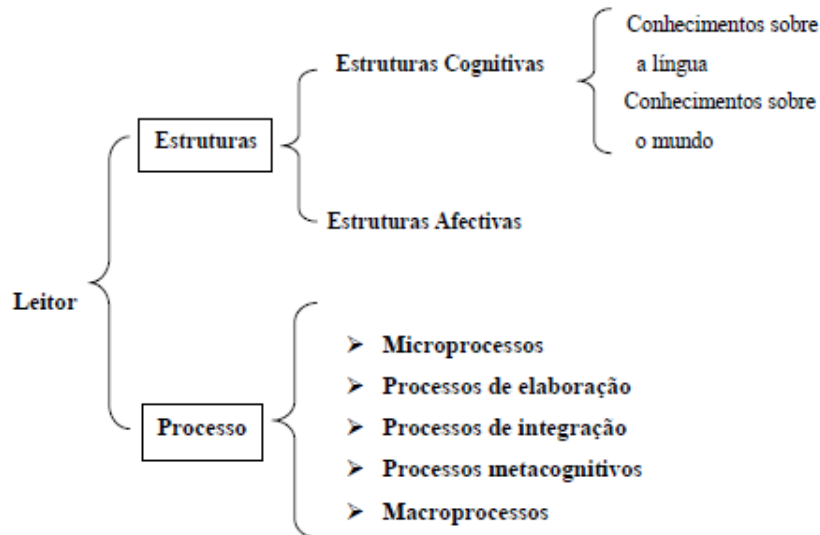 Leitor
Estruturas
Estruturas Cognitivas
Conhecimentos sobre
a língua
Conhecimentos sobre
o mundo
Estruturas Afectivas
Processo
Microprocessos
Processos de elaboração
Processos de integração
Processos metacognitivos
Macroprocessos